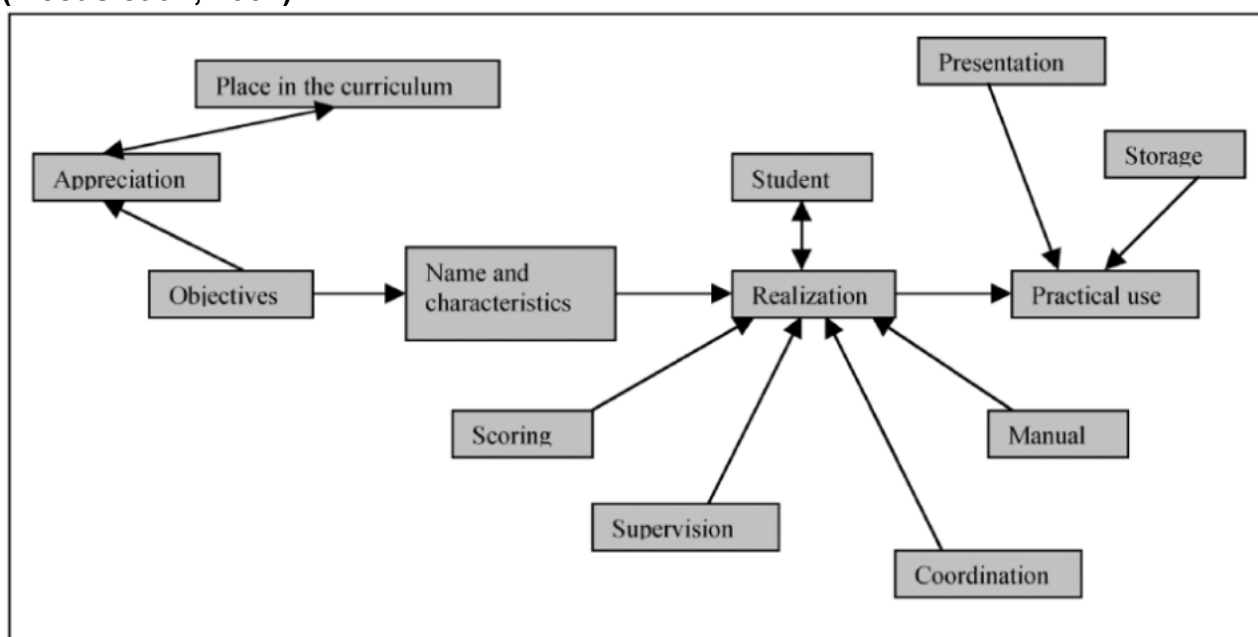 Place in the curriculum
Presentation
Storage
Appreciation
Student
Name and
characteristics
Objectives
Realization
Practical use
Scoring
Manual
Supervision
Coordination